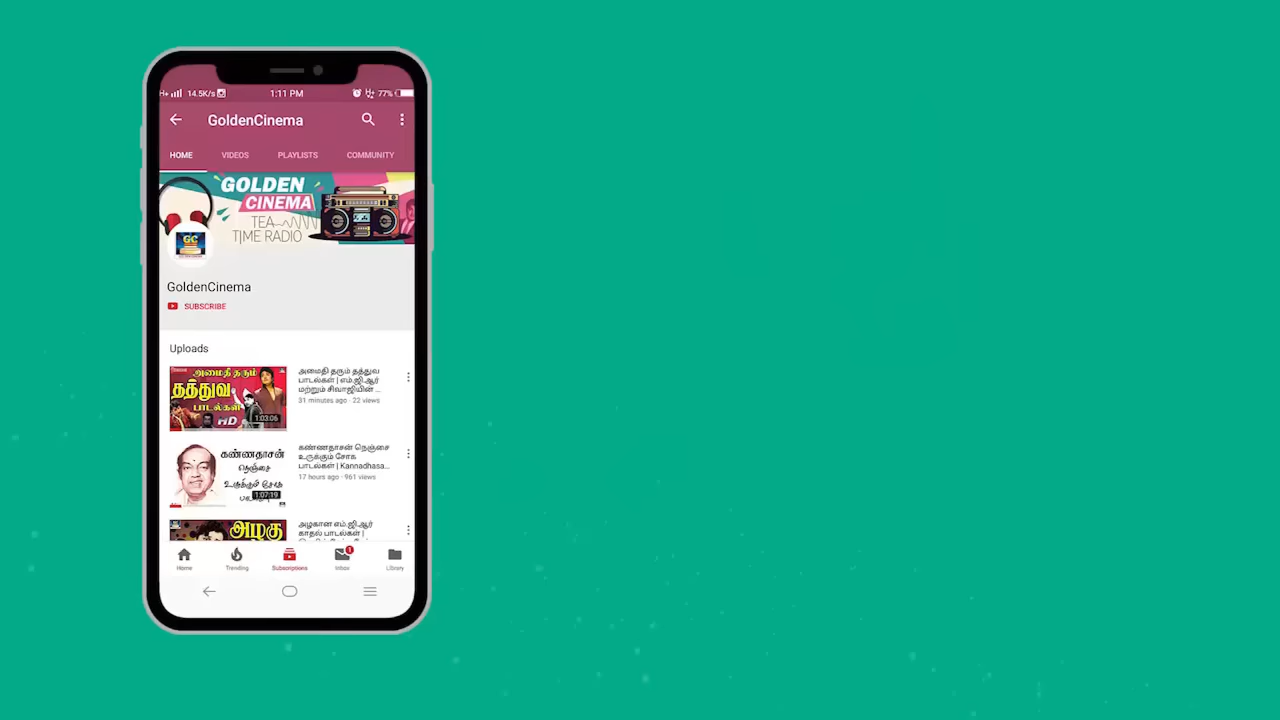 H+ 14.5K/s 1:11 PM 77%
GoldenCinema
HOME VIDEOS PLAYLISTS COMMUNITY
GOLDEN
CINEMA
TEA
TIME RADIO
GC
GoldenCinema
SUBSCRIBE
Uploads
அமைதி தரும்
தத்துவ
பாடல்கள்
HD
1:03:06
அமைதி தரும் தத்துவ
பாடல்கள் | எம்.ஜி.ஆர்
மற்றும் சிவாஜியின் ...
31 minutes ago · 22 views
கண்ணதாசன்
நெஞ்சை
உருக்கும் சோக
1:07:19
கண்ணதாசன் நெஞ்சை
உருக்கும் சோக
பாடல்கள் | Kannadhasa...
17 hours ago · 961 views
அழகு
அழகான எம்.ஜி.ஆர்
காதல் பாடல்கள் |
1
Home Trending Subscriptions Inbox Library